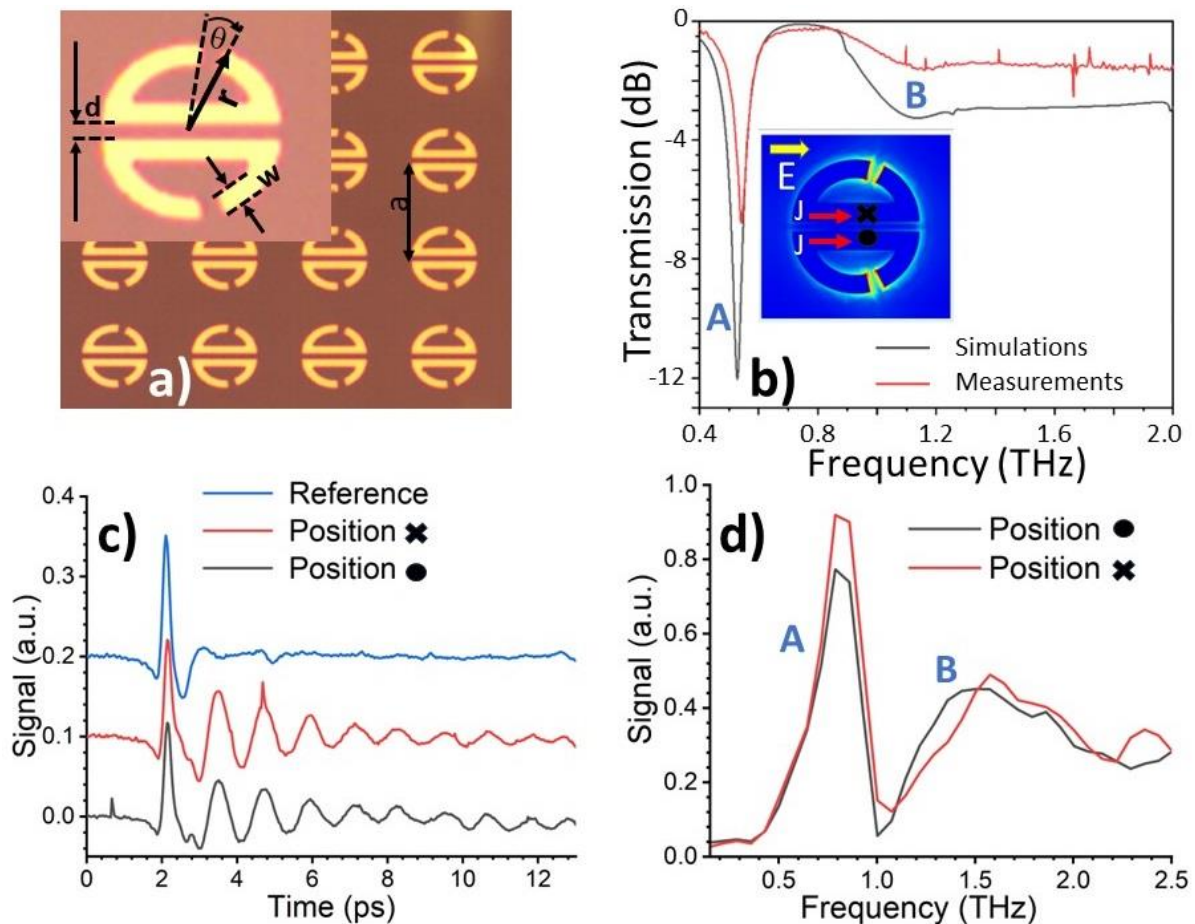 θ
r
d
w
a
a)
Transmission (dB)
0
-4
-8
-12
A
B
E
J
J
Simulations
Measurements
b)
0.4 0.8 1.2 1.6 2.0
Frequency (THz)
c)
Reference
Position ✖
Position ●
Signal (a.u.)
0.4
0.3
0.2
0.1
0.0
0 2 4 6 8 10 12
Time (ps)
d)
Position ●
Position ✖
A
B
Signal (a.u.)
1.0
0.8
0.6
0.4
0.2
0.0
0.5 1.0 1.5 2.0 2.5
Frequency (THz)